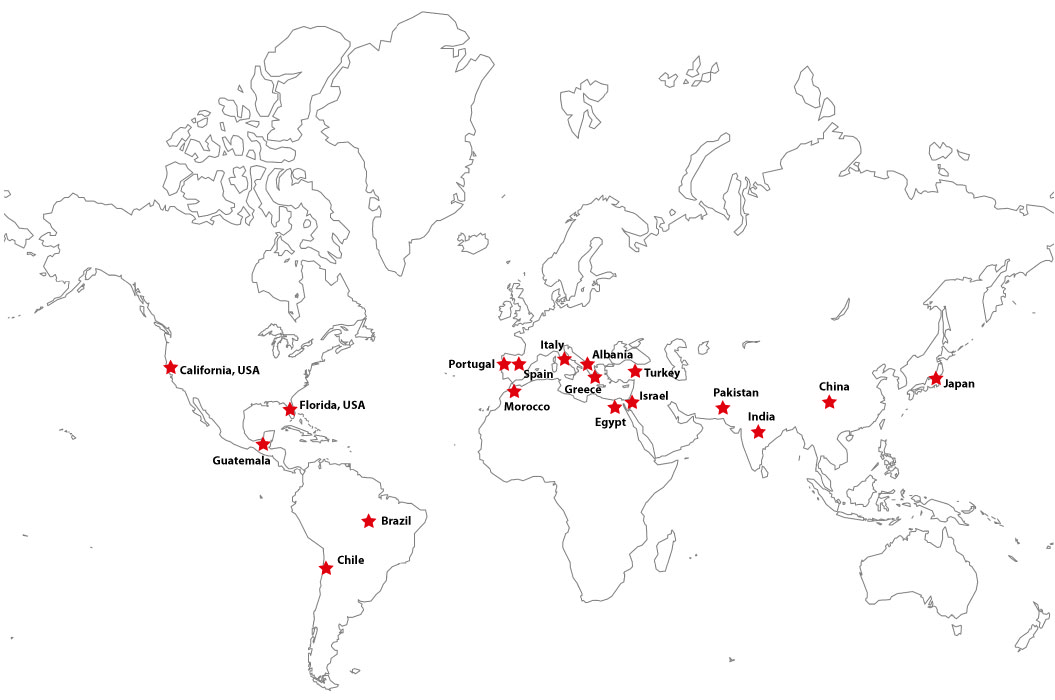 Italy
Albania
Portugal
Spain
Turkey
California, USA
Greece
Israel
Pakistan
China
Japan
Florida, USA
Morocco
Egypt
India
Guatemala
Brazil
Chile